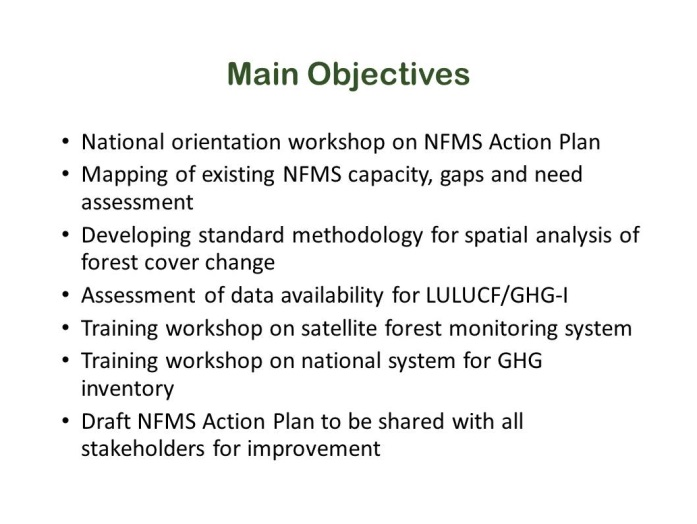 Main Objectives
• National orientation workshop on NFMS Action Plan
• Mapping of existing NFMS capacity, gaps and need
assessment
• Developing standard methodology for spatial analysis of
forest cover change
• Assessment of data availability for LULUCF/GHG-I
• Training workshop on satellite forest monitoring system
• Training workshop on national system for GHG
inventory
• Draft NFMS Action Plan to be shared with all
stakeholders for improvement